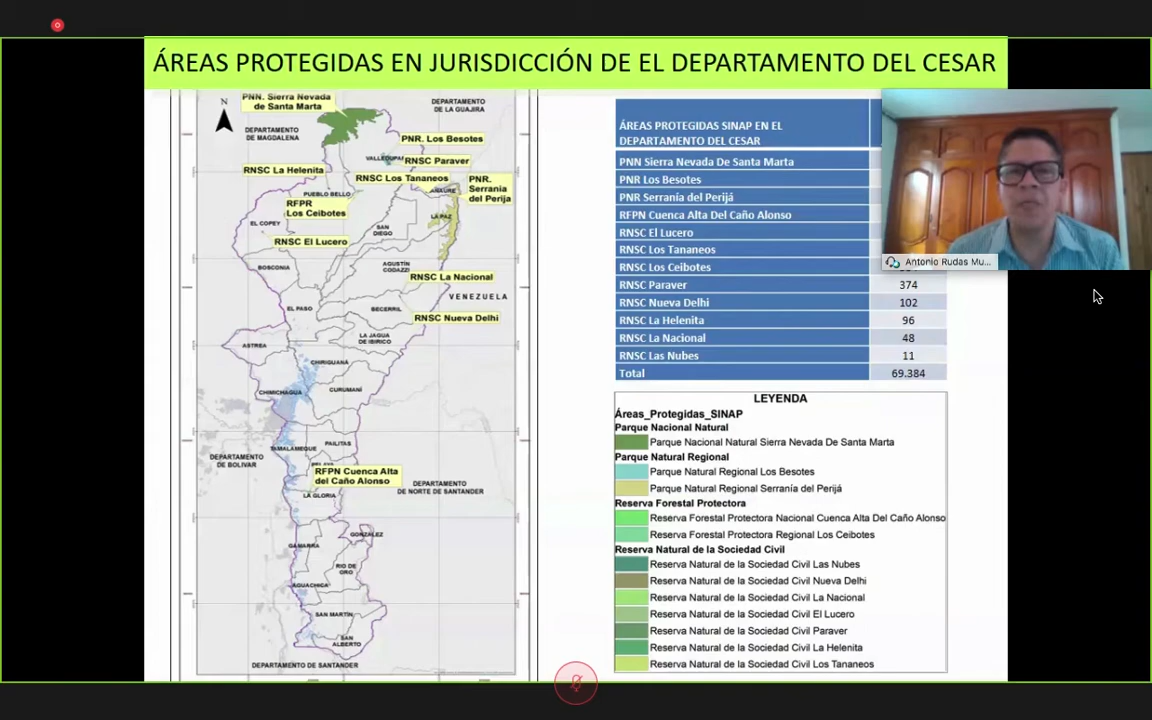 ÁREAS PROTEGIDAS EN JURISDICCIÓN DE EL DEPARTAMENTO DEL CESAR
N
PNN. Sierra Nevada
de Santa Marta
DEPARTAMENTO
DE LA GUAJIRA
DEPARTAMENTO
DE MAGDALENA
PNR. Los Besotes
VALLEDUPAR
RNSC Paraver
RNSC La Helenita
RNSC Los Tananeos
PNR.
Serrania
del Perija
PUEBLO BELLO
RFPR
Los Ceibotes
LA PAZ
EL COPEY
SAN
DIEGO
RNSC El Lucero
BOSCONIA
AGUSTÍN
CODAZZI
RNSC La Nacional
VENEZUELA
EL PASO
BECERRIL
RNSC Nueva Delhi
ASTREA
LA JAGUA
DE IBIRICO
CHIRIGUANÁ
CHIMICHAGUA
CURUMANÍ
PAILITAS
TAMALAMEQUE
DEPARTAMENTO
DE BOLIVAR
RFPN Cuenca Alta
del Caño Alonso
DEPARTAMENTO
DE NORTE DE SANTANDER
LA GLORIA
GONZÁLEZ
GAMARRA
RIO DE
ORO
AGUACHICA
SAN MARTÍN
SAN
ALBERTO
DEPARTAMENTO DE SANTANDER
ÁREAS PROTEGIDAS SINAP EN EL
DEPARTAMENTO DEL CESAR
PNN Sierra Nevada De Santa Marta
PNR Los Besotes
PNR Serranía del Perijá
RFPN Cuenca Alta Del Caño Alonso
RNSC El Lucero
RNSC Los Tananeos
RNSC Los Ceibotes
RNSC Paraver 374
RNSC Nueva Delhi 102
RNSC La Helenita 96
RNSC La Nacional 48
RNSC Las Nubes 11
Total 69.384
Antonio Rudas Mu...
LEYENDA
Áreas_Protegidas_SINAP
Parque Nacional Natural
Parque Nacional Natural Sierra Nevada De Santa Marta
Parque Natural Regional
Parque Natural Regional Los Besotes
Parque Natural Regional Serranía del Perijá
Reserva Forestal Protectora
Reserva Forestal Protectora Nacional Cuenca Alta Del Caño Alonso
Reserva Forestal Protectora Regional Los Ceibotes
Reserva Natural de la Sociedad Civil
Reserva Natural de la Sociedad Civil Las Nubes
Reserva Natural de la Sociedad Civil Nueva Delhi
Reserva Natural de la Sociedad Civil La Nacional
Reserva Natural de la Sociedad Civil El Lucero
Reserva Natural de la Sociedad Civil Paraver
Reserva Natural de la Sociedad Civil La Helenita
Reserva Natural de la Sociedad Civil Los Tananeos